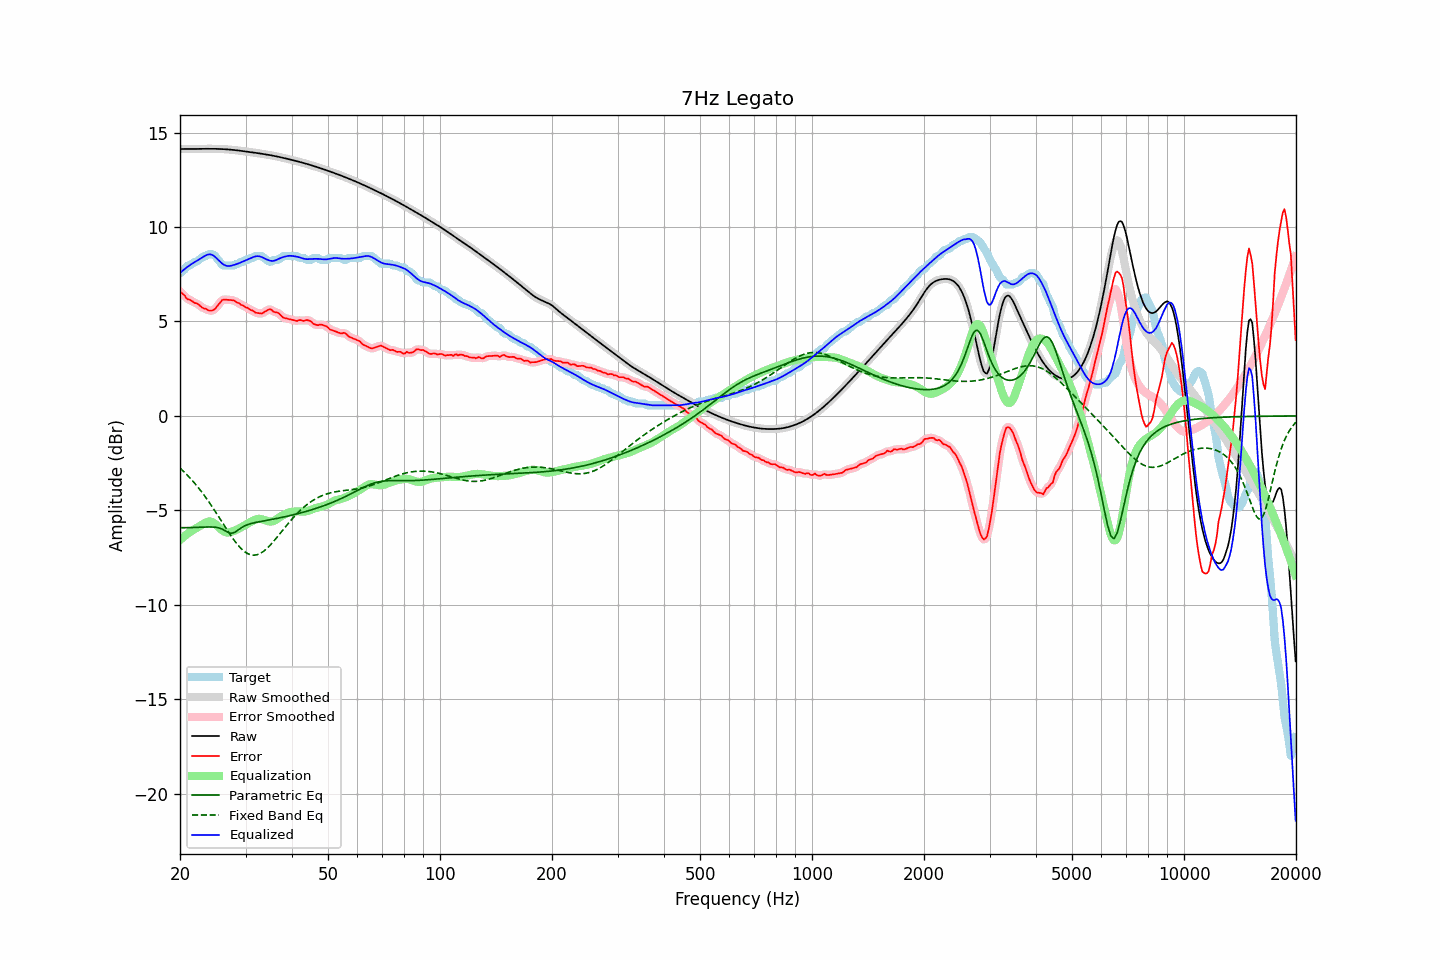 7Hz Legato
Amplitude (dBr)
15
10
5
0
−5
−10
−15
−20
Target
Raw Smoothed
Error Smoothed
Raw
Error
Equalization
Parametric Eq
Fixed Band Eq
Equalized
20 50 100 200 500 1000 2000 5000 10000 20000
Frequency (Hz)